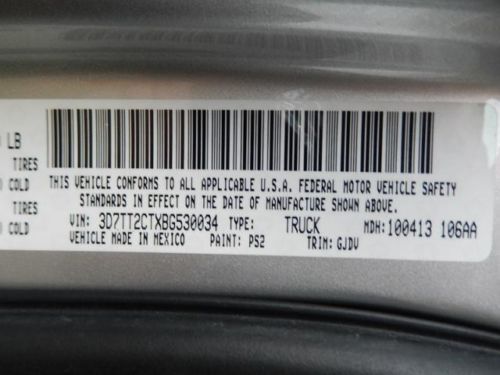 LB
TIRES
COLD
TIRES
COLD
THIS VEHICLE CONFORMS TO ALL APPLICABLE U.S.A. FEDERAL MOTOR VEHICLE SAFETY
STANDARDS IN EFFECT ON THE DATE OF MANUFACTURE SHOWN ABOVE.
VIN: 3D7TT2CTXBG530034 TYPE: TRUCK MDH: 100413 106AA
VEHICLE MADE IN MEXICO PAINT: PS2 TRIM: GJDV